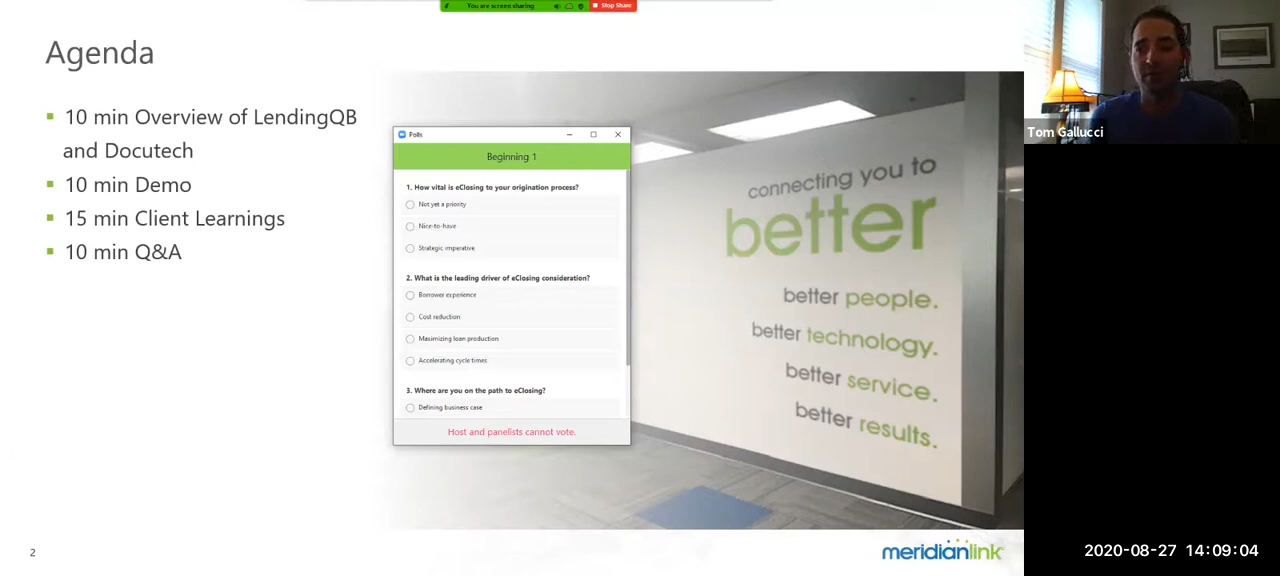 You are screen sharing
Stop Share
Agenda
10 min Overview of LendingQB
and Docutech
10 min Demo
15 min Client Learnings
10 min Q&A
Polls
Beginning 1
1. How vital is eClosing to your origination process?
Not yet a priority
Nice-to-have
Strategic imperative
2. What is the leading driver of eClosing consideration?
Borrower experience
Cost reduction
Maximizing loan production
Accelerating cycle times
3. Where are you on the path to eClosing?
Defining business case
Host and panelists cannot vote.
connecting you to
better
better people.
better technology.
better service.
better results.
2
meridianlink
Tom Gallucci
2020-08-27 14:09:04